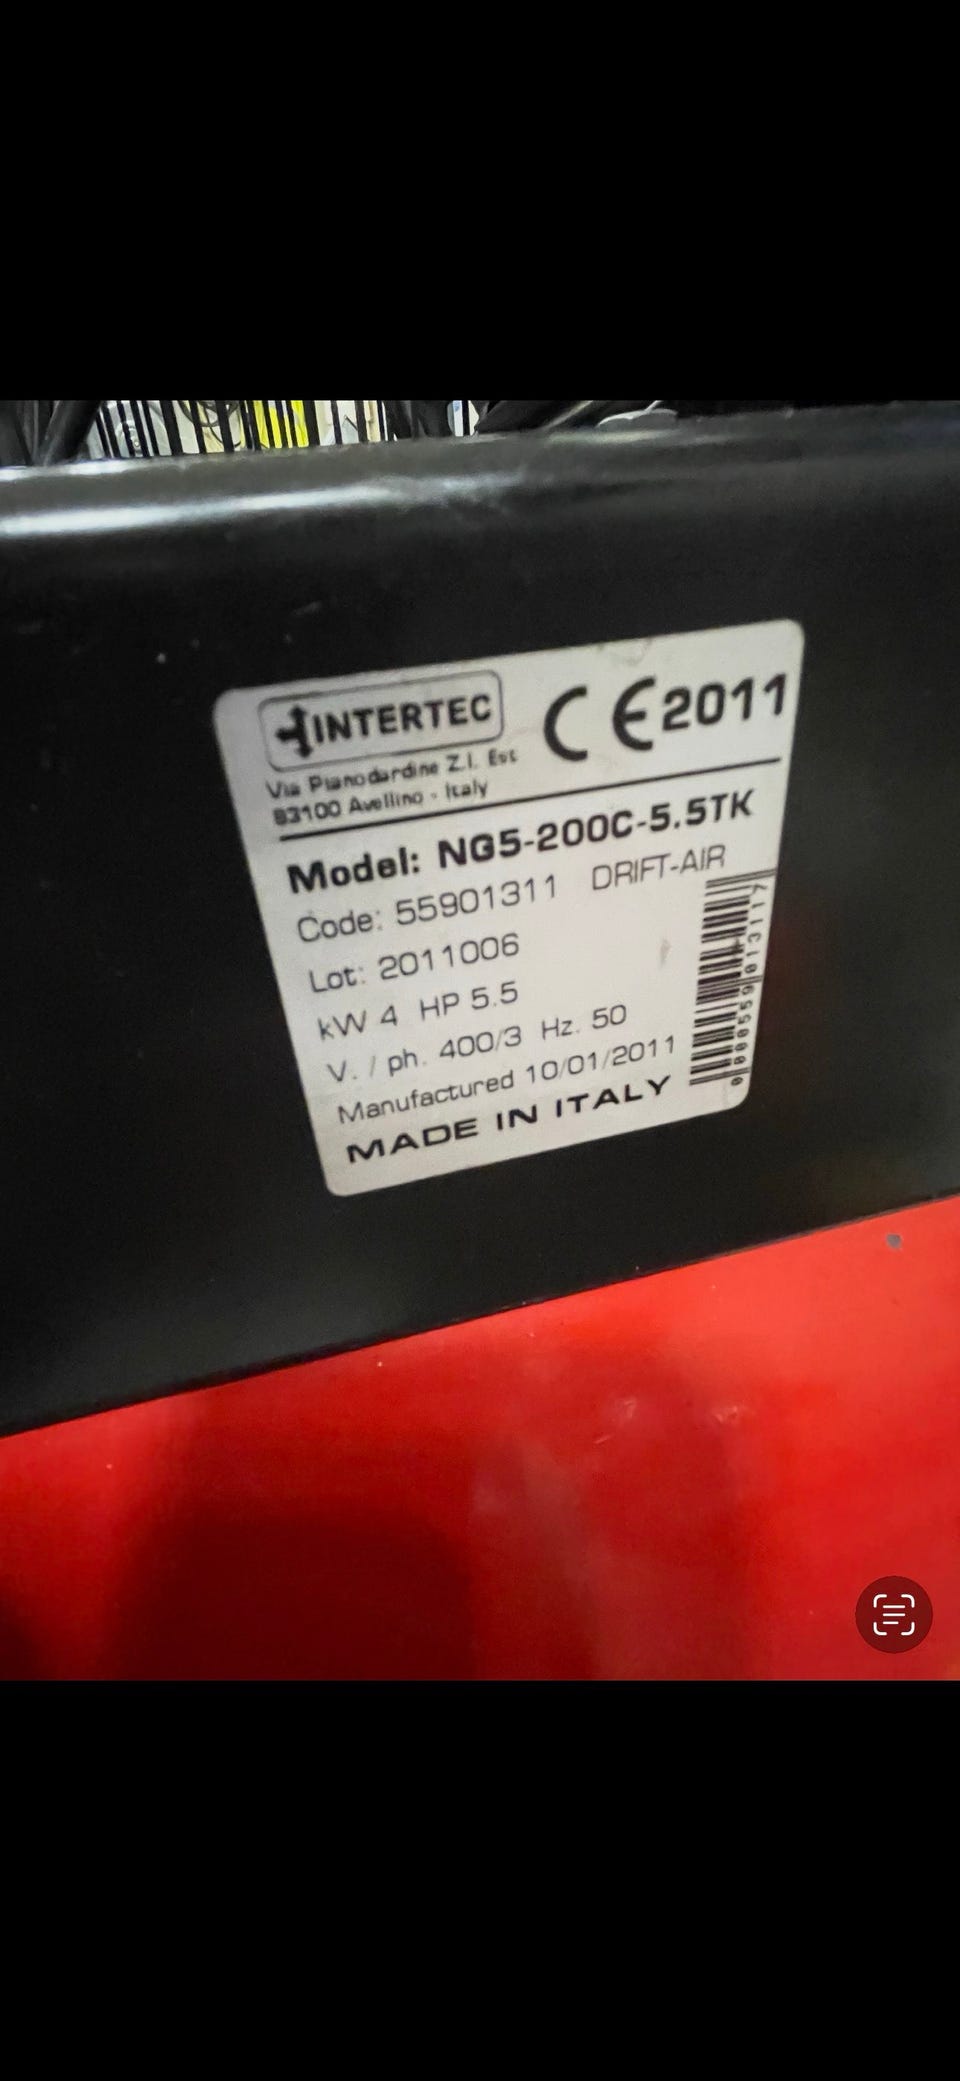 INTERTEC
CE 2011
Via Pianodardine Z.I. Est
83100 Avellino - Italy
Model: NG5-200C-5.5TK
Code: 55901311 DRIFT-AIR
Lot: 2011006
kW 4 HP 5.5
V. / ph. 400/3 Hz. 50
Manufactured 10/01/2011
MADE IN ITALY
0000559013117